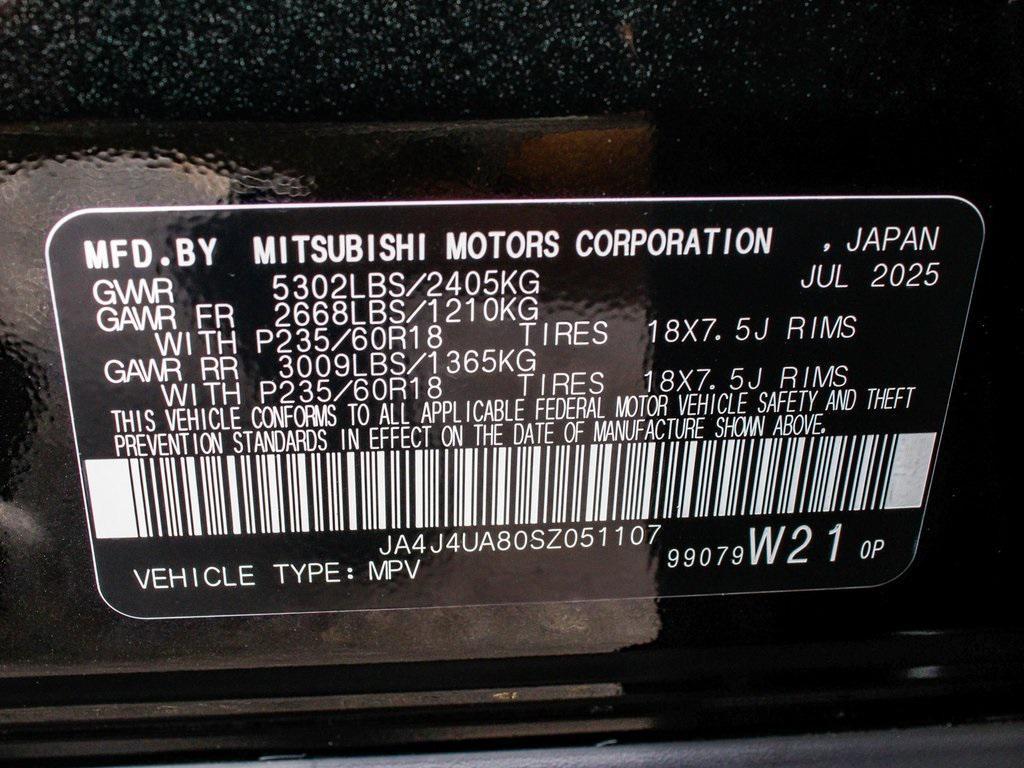 MFD.BY MITSUBISHI MOTORS CORPORATION , JAPAN
JUL 2025
GVWR 5302LBS/2405KG
GAWR FR 2668LBS/1210KG
WITH P235/60R18 TIRES 18X7.5J RIMS
GAWR RR 3009LBS/1365KG
WITH P235/60R18 TIRES 18X7.5J RIMS
THIS VEHICLE CONFORMS TO ALL APPLICABLE FEDERAL MOTOR VEHICLE SAFETY AND THEFT
PREVENTION STANDARDS IN EFFECT ON THE DATE OF MANUFACTURE SHOWN ABOVE.
JA4J4UA80SZ051107
99079 W21 0P
VEHICLE TYPE: MPV